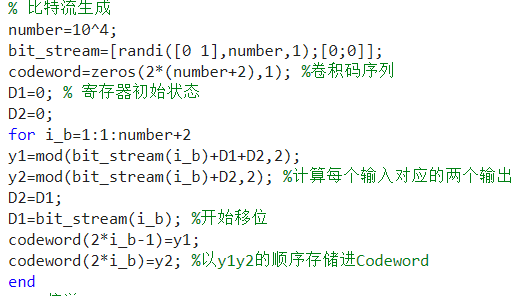 % 比特流生成
number=10^4;
bit_stream=[randi([0 1],number,1);[0;0]];
codeword=zeros(2*(number+2),1); %卷积码序列
D1=0; % 寄存器初始状态
D2=0;
for i_b=1:1:number+2
y1=mod(bit_stream(i_b)+D1+D2,2);
y2=mod(bit_stream(i_b)+D2,2); %计算每个输入对应的两个输出
D2=D1;
D1=bit_stream(i_b); %开始移位
codeword(2*i_b-1)=y1;
codeword(2*i_b)=y2; %以y1y2的顺序存储进Codeword
end